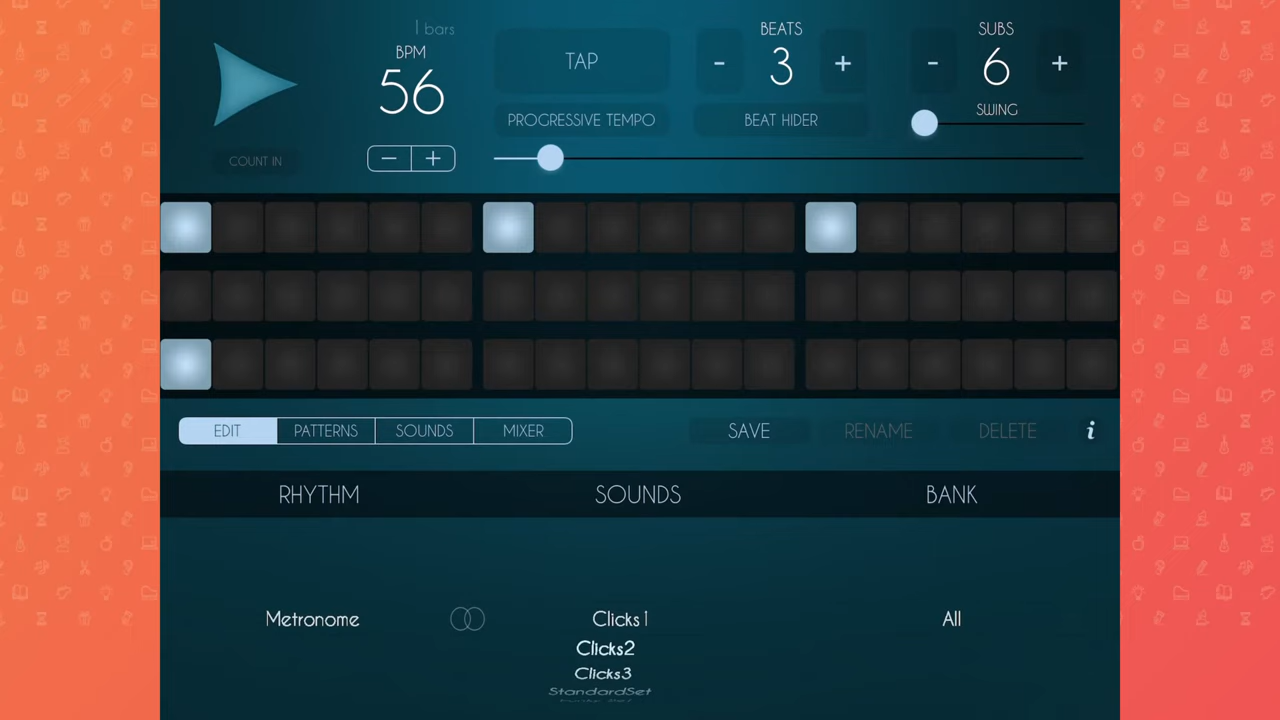 1 bars
BPM
56
COUNT IN
- +
TAP
PROGRESSIVE TEMPO
BEATS
- 3 +
BEAT HIDER
SUBS
- 6 +
SWING
EDIT PATTERNS SOUNDS MIXER SAVE RENAME DELETE i
RHYTHM SOUNDS BANK
Metronome Clicks1 All
Clicks2
Clicks3
StandardSet